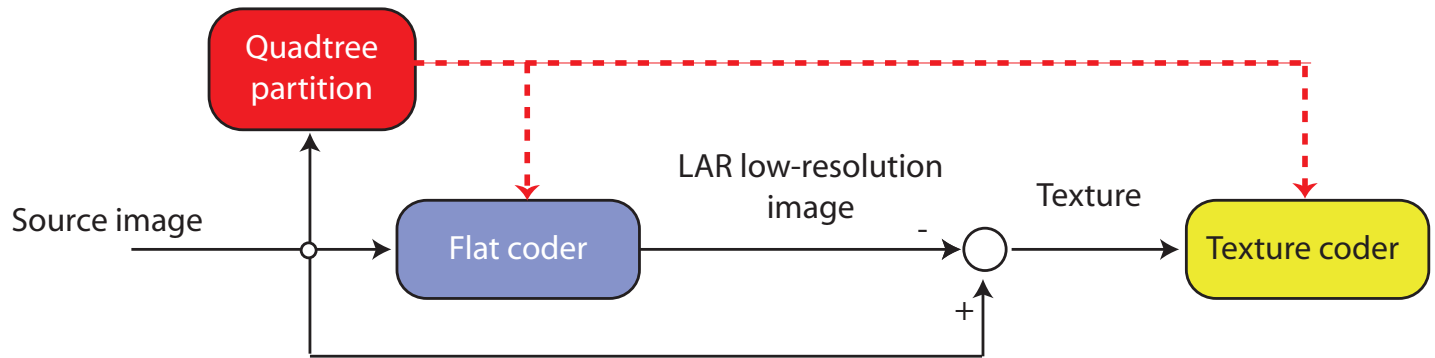 Quadtree
partition
LAR low-resolution
image
Texture
Source image
Flat coder
-
Texture coder
+